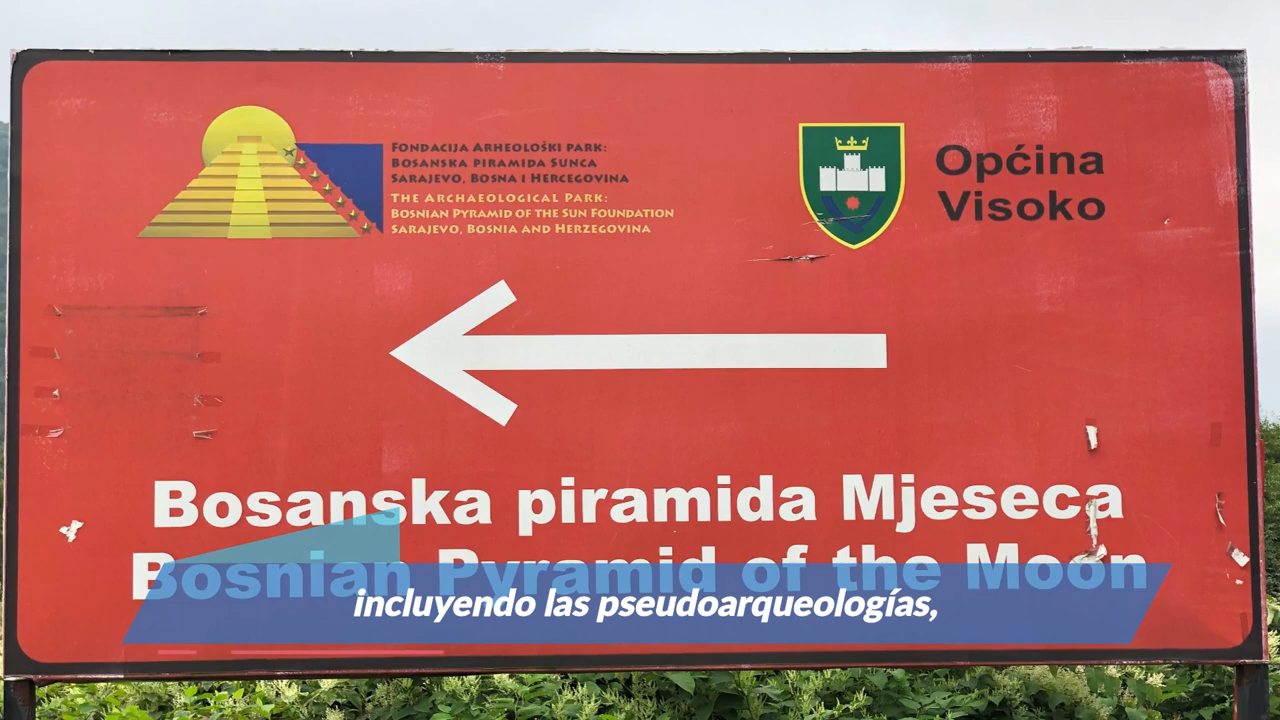 FONDACIJA ARHEOLOŠKI PARK:
BOSANSKA PIRAMIDA SUNCA
SARAJEVO, BOSNA I HERCEGOVINA
THE ARCHAEOLOGICAL PARK:
BOSNIAN PYRAMID OF THE SUN FOUNDATION
SARAJEVO, BOSNIA AND HERZEGOVINA
Općina
Visoko
Bosanska piramida Mjeseca
Bosnian Pyramid of the Moon
incluyendo las pseudoarqueologías,